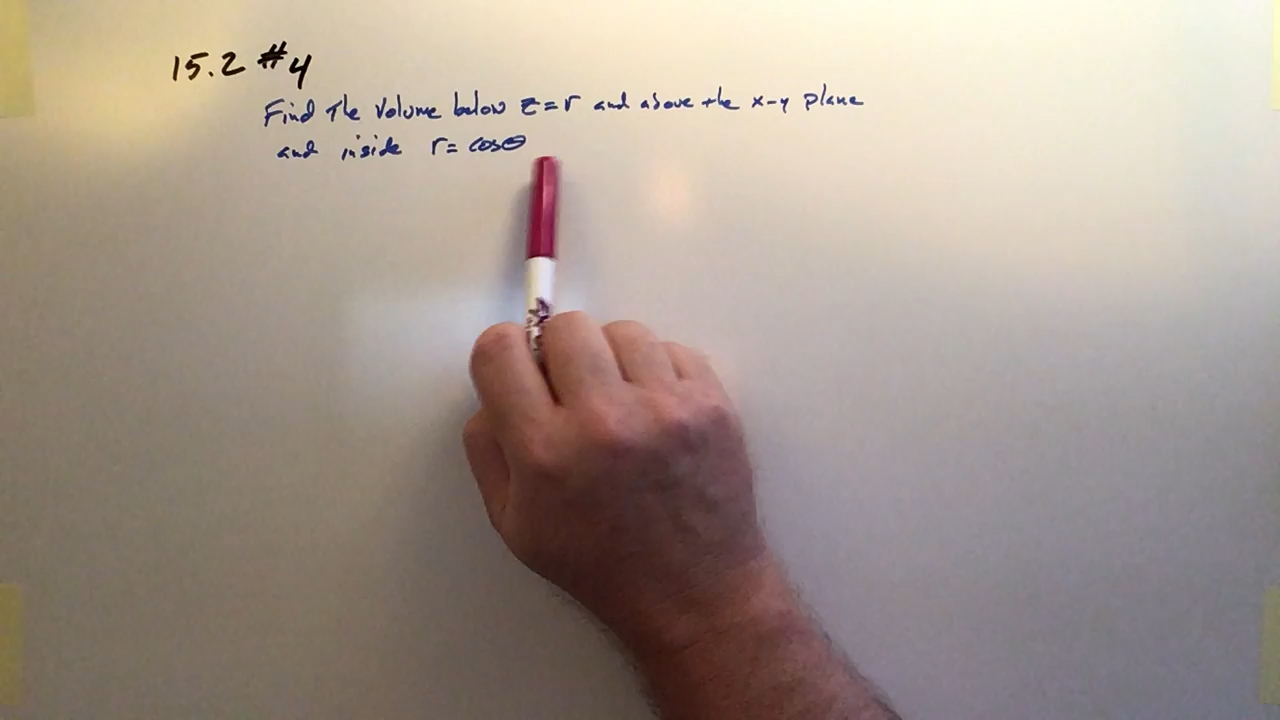 15.2 #4
Find The Volume below z=r and above the x-y plane
and inside r= cosθ